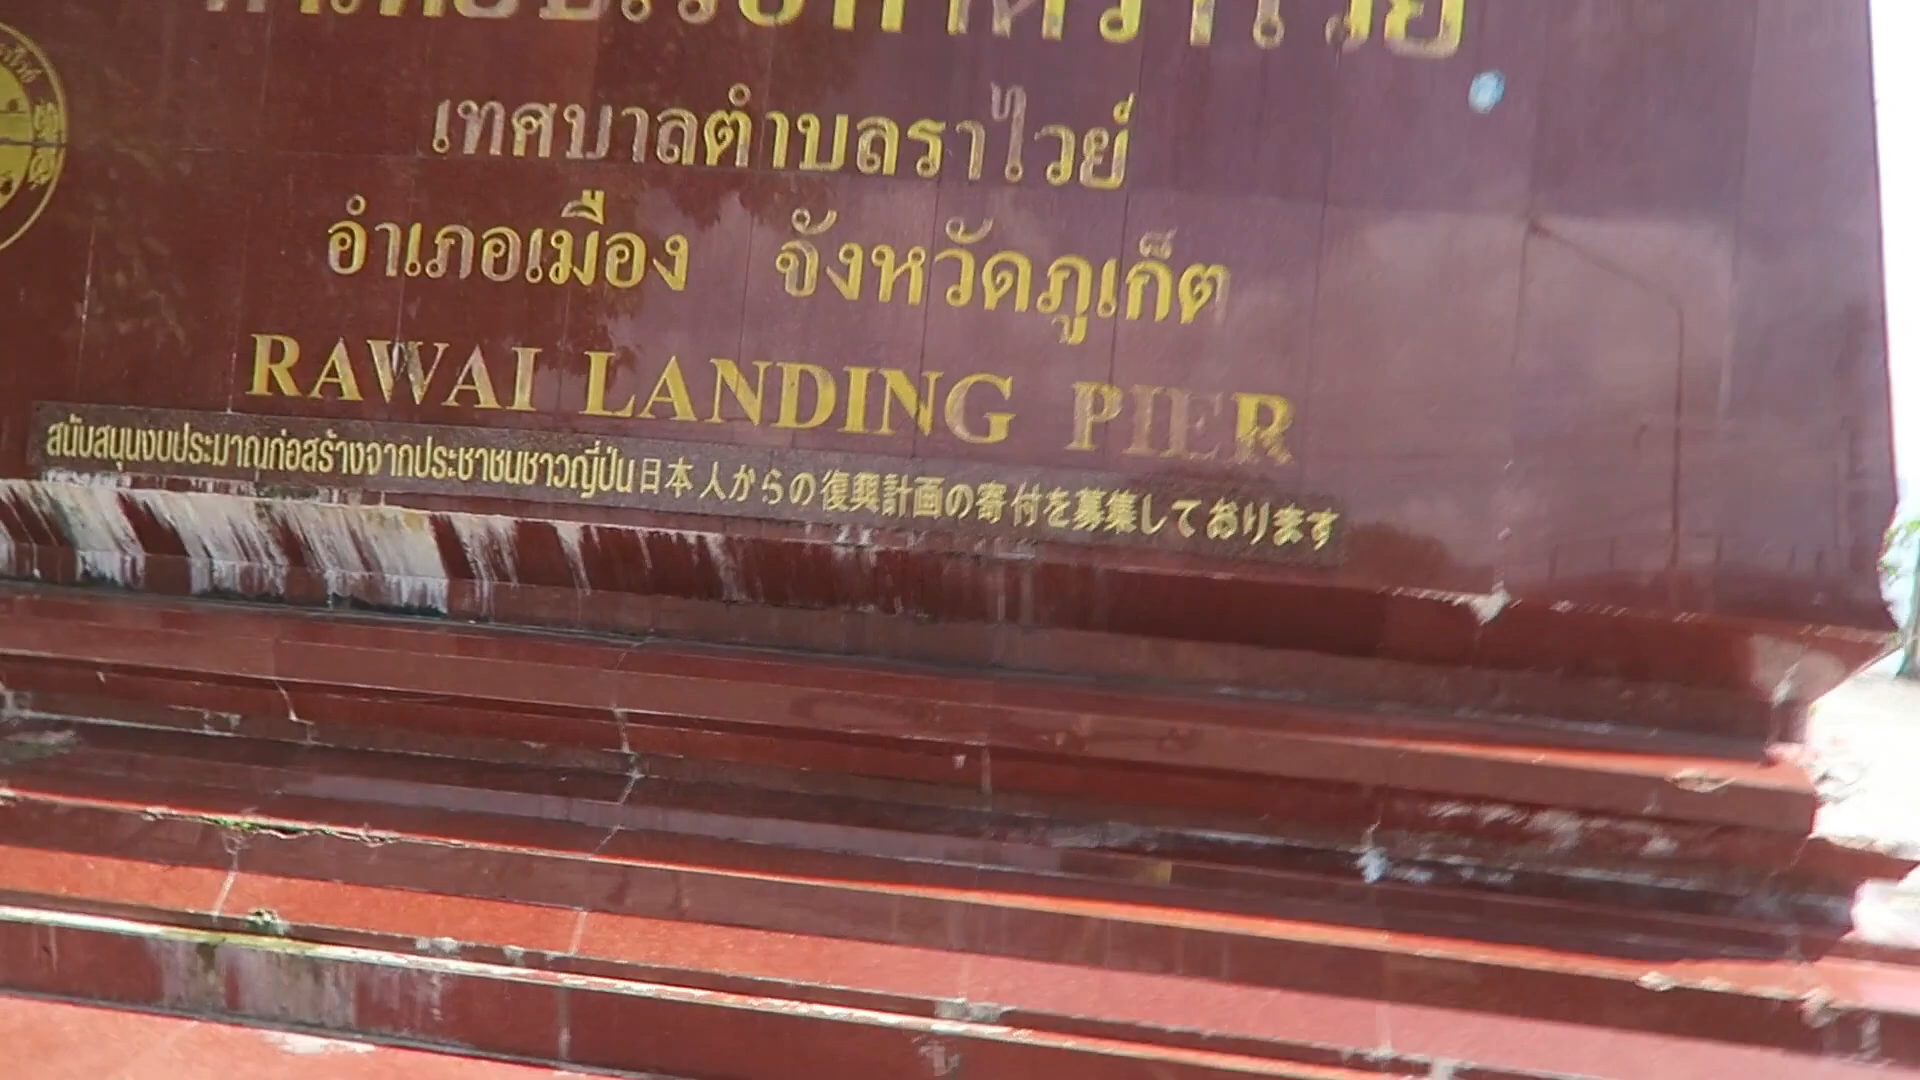 เทศบาลตำบลราไวย์
อำเภอเมือง จังหวัดภูเก็ต
RAWAI LANDING PIER
สนับสนุนงบประมาณก่อสร้างจากประชาชนชาวญี่ปุ่น日本人からの復興計画の寄付を募集しております